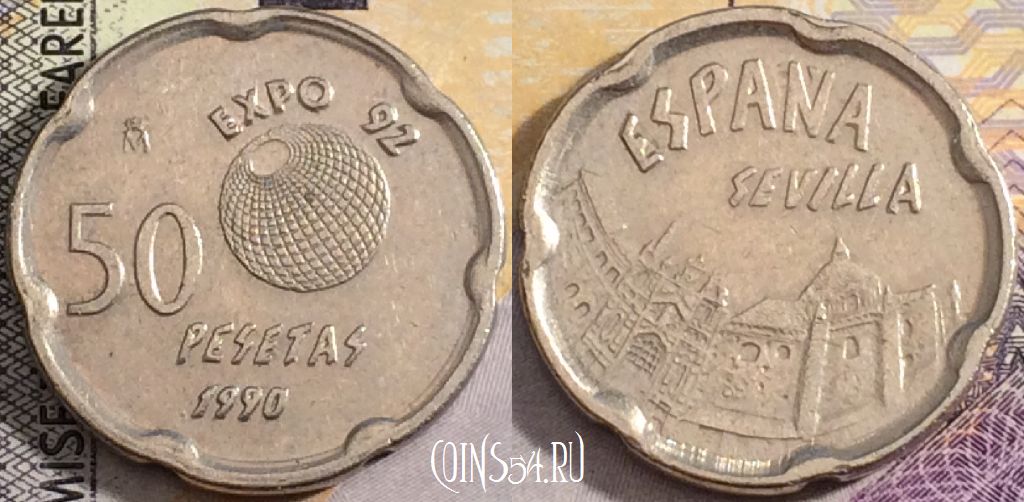 EXPO 92
M
50
PESETAS
1990
ESPANA
SEVILLA
COINS54.RU